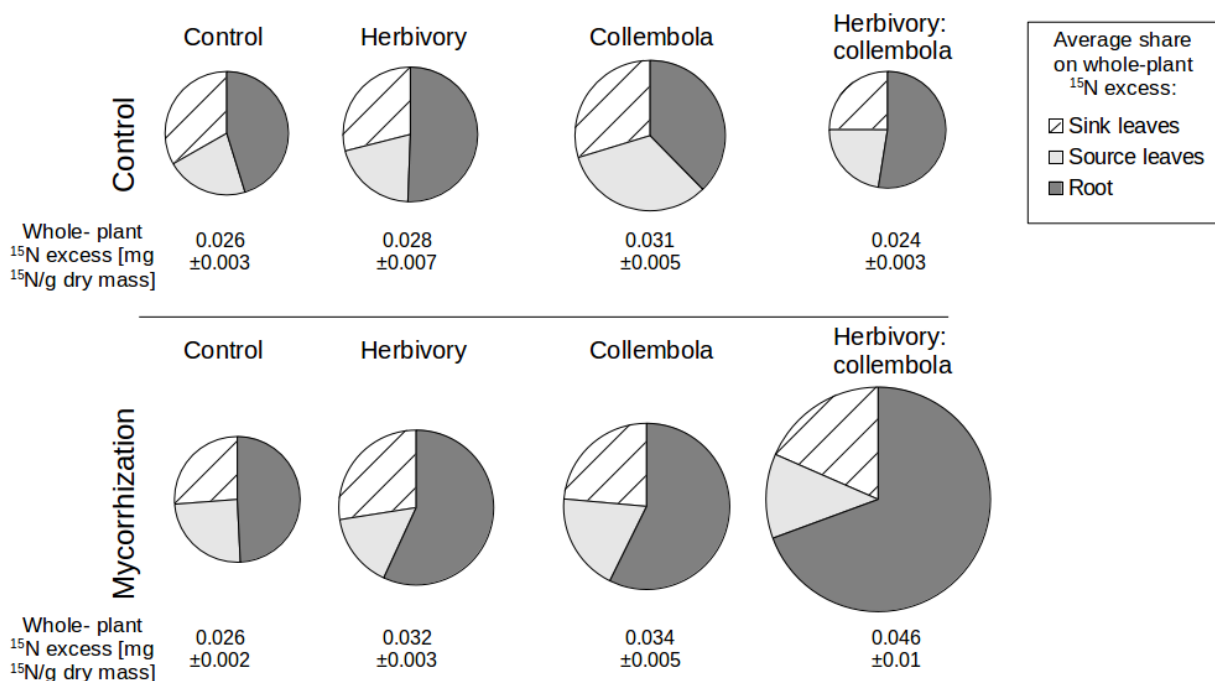 Control
Herbivory
Collembola
Herbivory:
collembola
Control
Whole- plant
¹⁵N excess [mg
¹⁵N/g dry mass]
0.026
±0.003
0.028
±0.007
0.031
±0.005
0.024
±0.003
Average share
on whole-plant
¹⁵N excess:
Sink leaves
Source leaves
Root
Control
Herbivory
Collembola
Herbivory:
collembola
Mycorrhization
Whole- plant
¹⁵N excess [mg
¹⁵N/g dry mass]
0.026
±0.002
0.032
±0.003
0.034
±0.005
0.046
±0.01